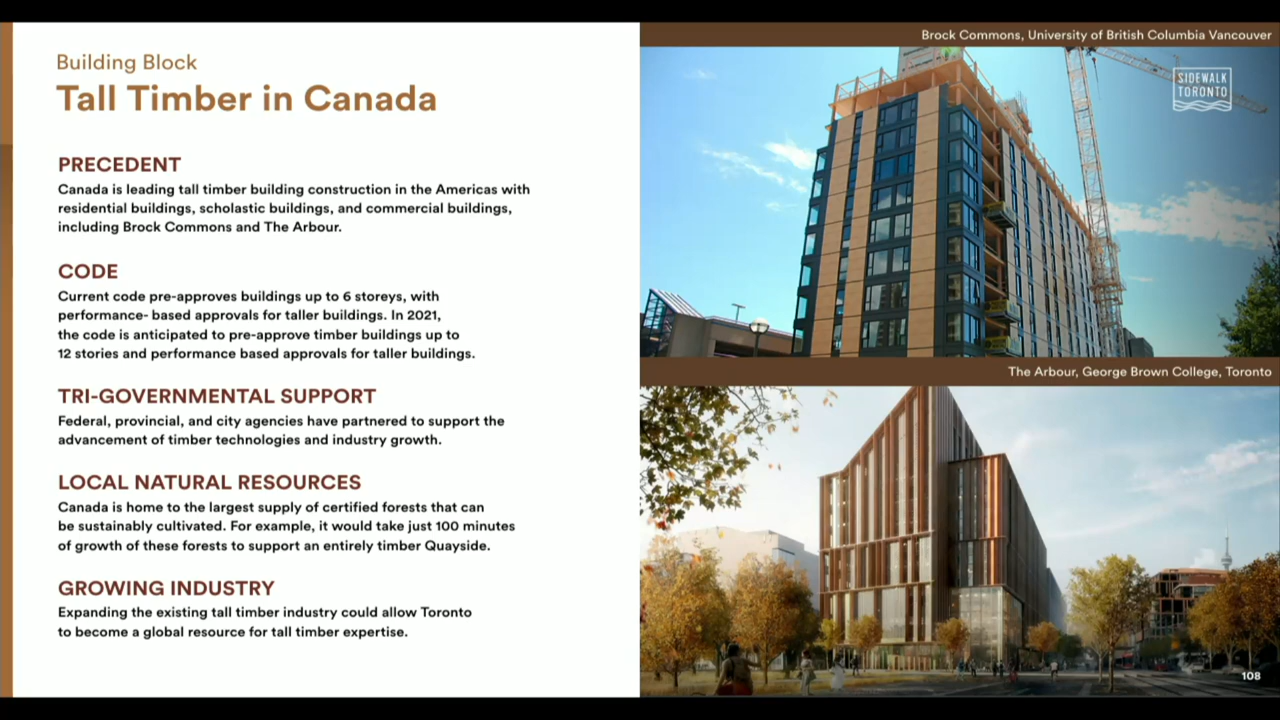 Building Block
Tall Timber in Canada
PRECEDENT
Canada is leading tall timber building construction in the Americas with
residential buildings, scholastic buildings, and commercial buildings,
including Brock Commons and The Arbour.
CODE
Current code pre-approves buildings up to 6 storeys, with
performance- based approvals for taller buildings. In 2021,
the code is anticipated to pre-approve timber buildings up to
12 stories and performance based approvals for taller buildings.
TRI-GOVERNMENTAL SUPPORT
Federal, provincial, and city agencies have partnered to support the
advancement of timber technologies and industry growth.
LOCAL NATURAL RESOURCES
Canada is home to the largest supply of certified forests that can
be sustainably cultivated. For example, it would take just 100 minutes
of growth of these forests to support an entirely timber Quayside.
GROWING INDUSTRY
Expanding the existing tall timber industry could allow Toronto
to become a global resource for tall timber expertise.
Brock Commons, University of British Columbia Vancouver
SIDEWALK
TORONTO
The Arbour, George Brown College, Toronto
108